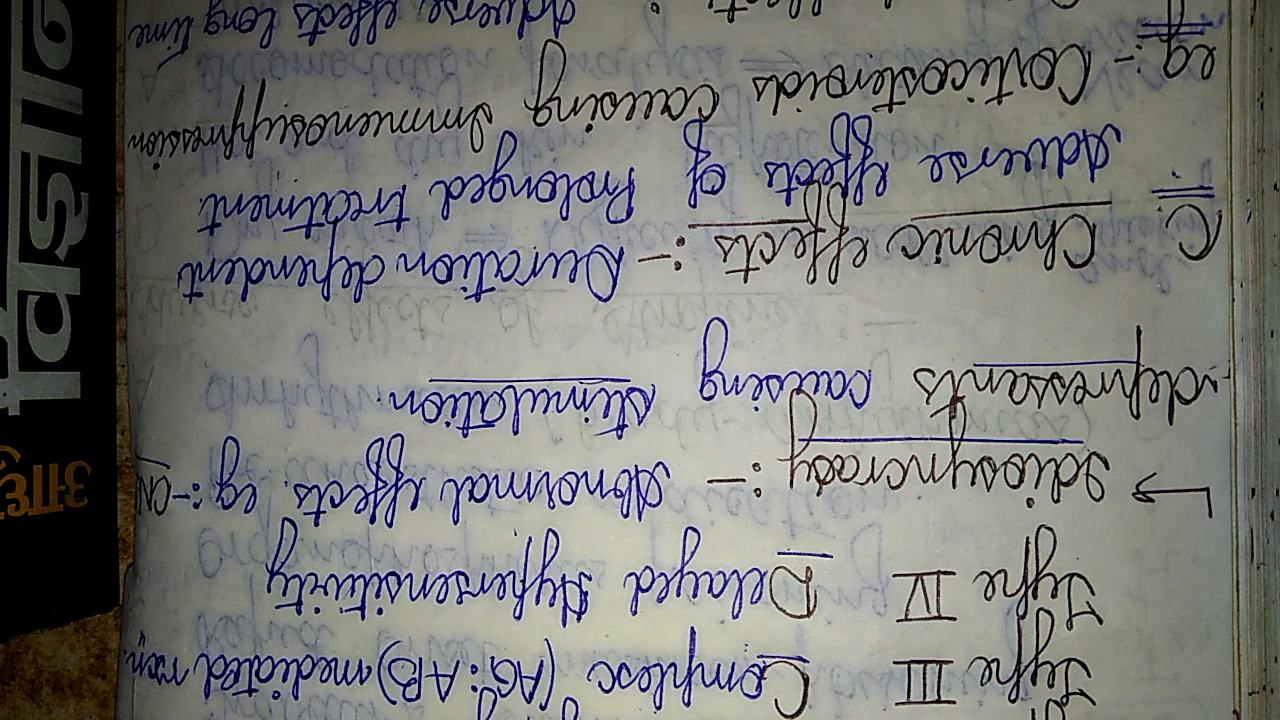 Type III Complex (AG:AB) mediated rxn.
Type IV Delayed Hypersensitivity
↳ Idiosyncrasy :- Abnormal effects. eg:- CN
depressants causing stimulation.
C. Chronic effects :- Duration dependent
Adverse effects of Prolonged treatment
eg :- Corticosteroids causing Immunosuppression
Adverse effects long time